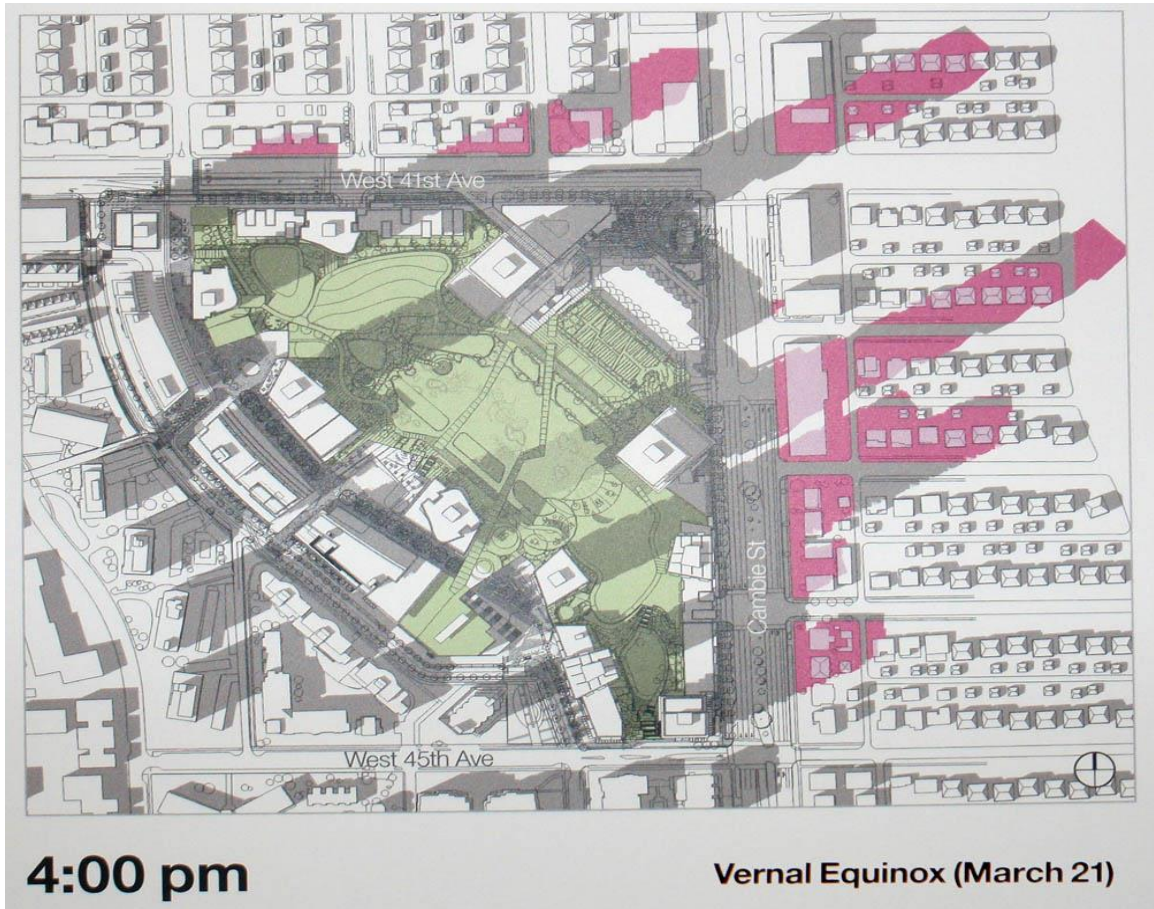 West 41st Ave
Cambie St
West 45th Ave
4:00 pm
Vernal Equinox (March 21)